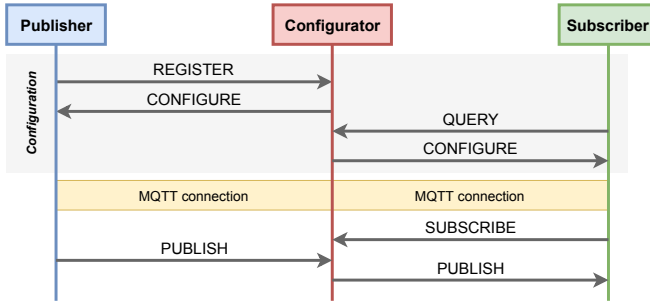 Publisher
Configurator
Subscriber
Configuration
REGISTER
CONFIGURE
QUERY
CONFIGURE
MQTT connection
MQTT connection
SUBSCRIBE
PUBLISH
PUBLISH